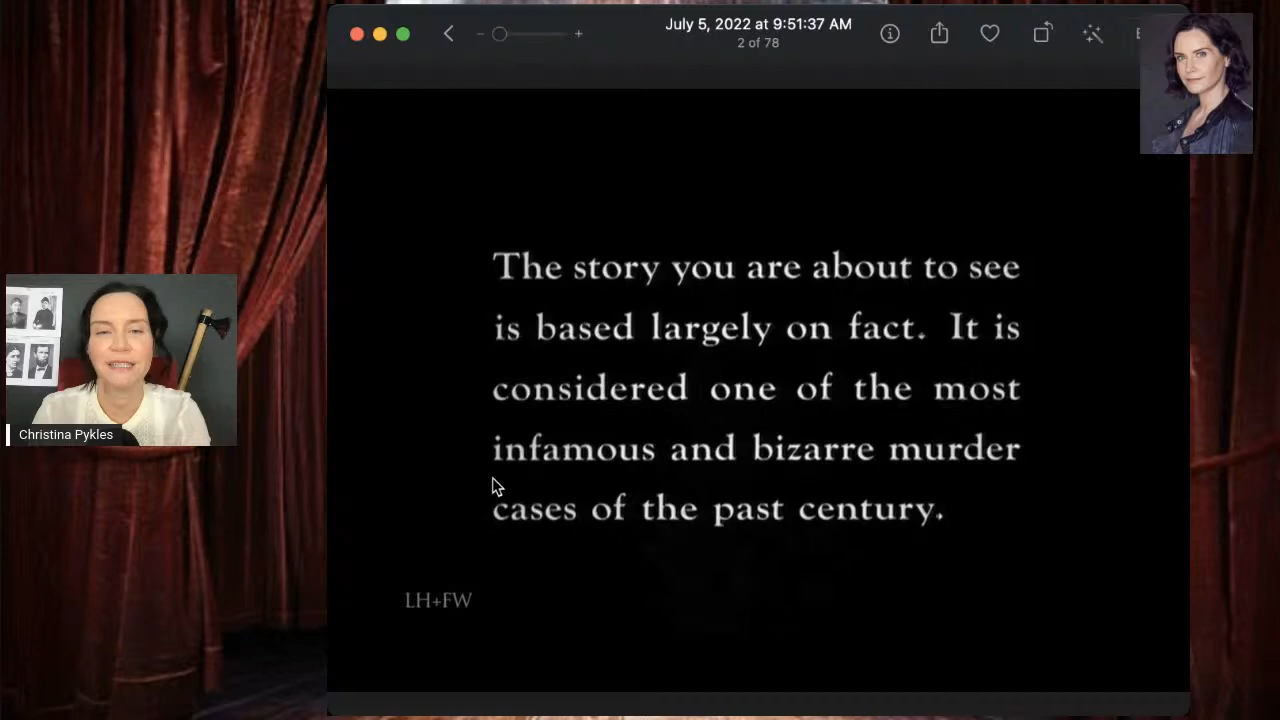 July 5, 2022 at 9:51:37 AM
2 of 78
The story you are about to see
is based largely on fact. It is
considered one of the most
infamous and bizarre murder
cases of the past century.
LH+FW
Christina Pykles